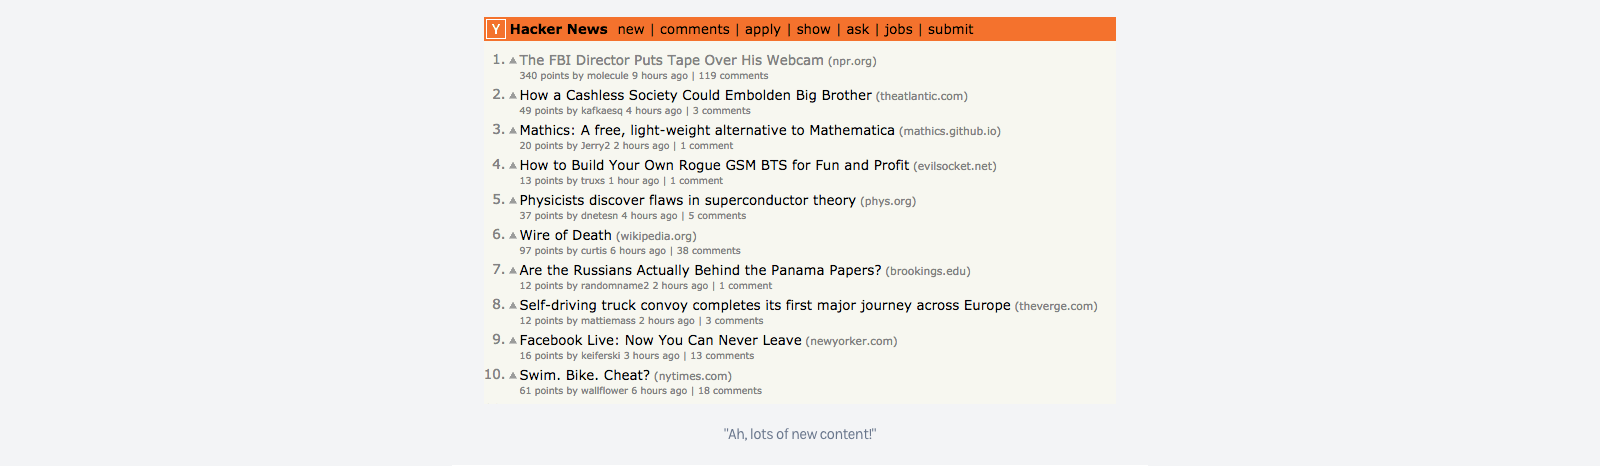 Y Hacker News new | comments | apply | show | ask | jobs | submit
1. ▲ The FBI Director Puts Tape Over His Webcam (npr.org)
340 points by molecule 9 hours ago | 119 comments
2. ▲ How a Cashless Society Could Embolden Big Brother (theatlantic.com)
49 points by kafkaesq 4 hours ago | 3 comments
3. ▲ Mathics: A free, light-weight alternative to Mathematica (mathics.github.io)
20 points by Jerry2 2 hours ago | 1 comment
4. ▲ How to Build Your Own Rogue GSM BTS for Fun and Profit (evilsocket.net)
13 points by truxs 1 hour ago | 1 comment
5. ▲ Physicists discover flaws in superconductor theory (phys.org)
37 points by dnetesn 4 hours ago | 5 comments
6. ▲ Wire of Death (wikipedia.org)
97 points by curtis 6 hours ago | 38 comments
7. ▲ Are the Russians Actually Behind the Panama Papers? (brookings.edu)
12 points by randomname2 2 hours ago | 1 comment
8. ▲ Self-driving truck convoy completes its first major journey across Europe (theverge.com)
12 points by mattiemass 2 hours ago | 3 comments
9. ▲ Facebook Live: Now You Can Never Leave (newyorker.com)
16 points by keiferski 3 hours ago | 13 comments
10. ▲ Swim. Bike. Cheat? (nytimes.com)
61 points by wallflower 6 hours ago | 18 comments
"Ah, lots of new content!"